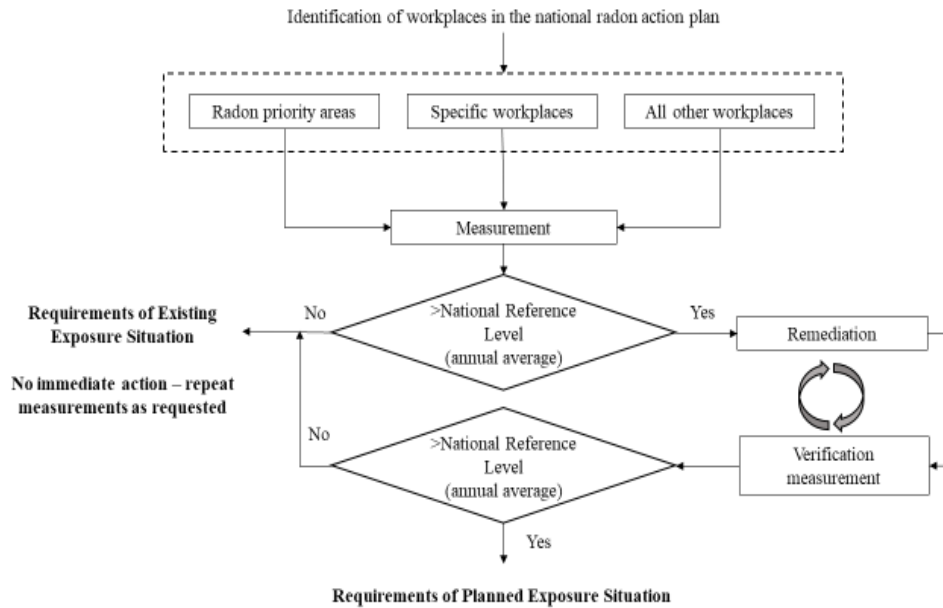 Identification of workplaces in the national radon action plan
Radon priority areas
Specific workplaces
All other workplaces
Measurement
Requirements of Existing
Exposure Situation
No immediate action – repeat
measurements as requested
No
>National Reference
Level
(annual average)
Yes
Remediation
No
>National Reference
Level
(annual average)
Verification
measurement
Yes
Requirements of Planned Exposure Situation